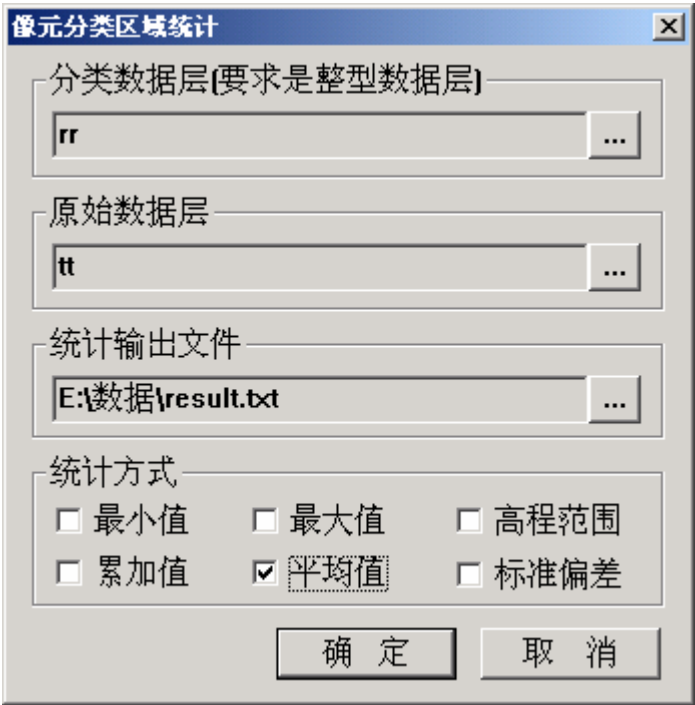 像元分类区域统计
分类数据层(要求是整型数据层)
rr
...
原始数据层
tt
...
统计输出文件
E:\数据\result.txt
...
统计方式
最小值 最大值 高程范围
累加值 平均值 标准偏差
确 定 取 消